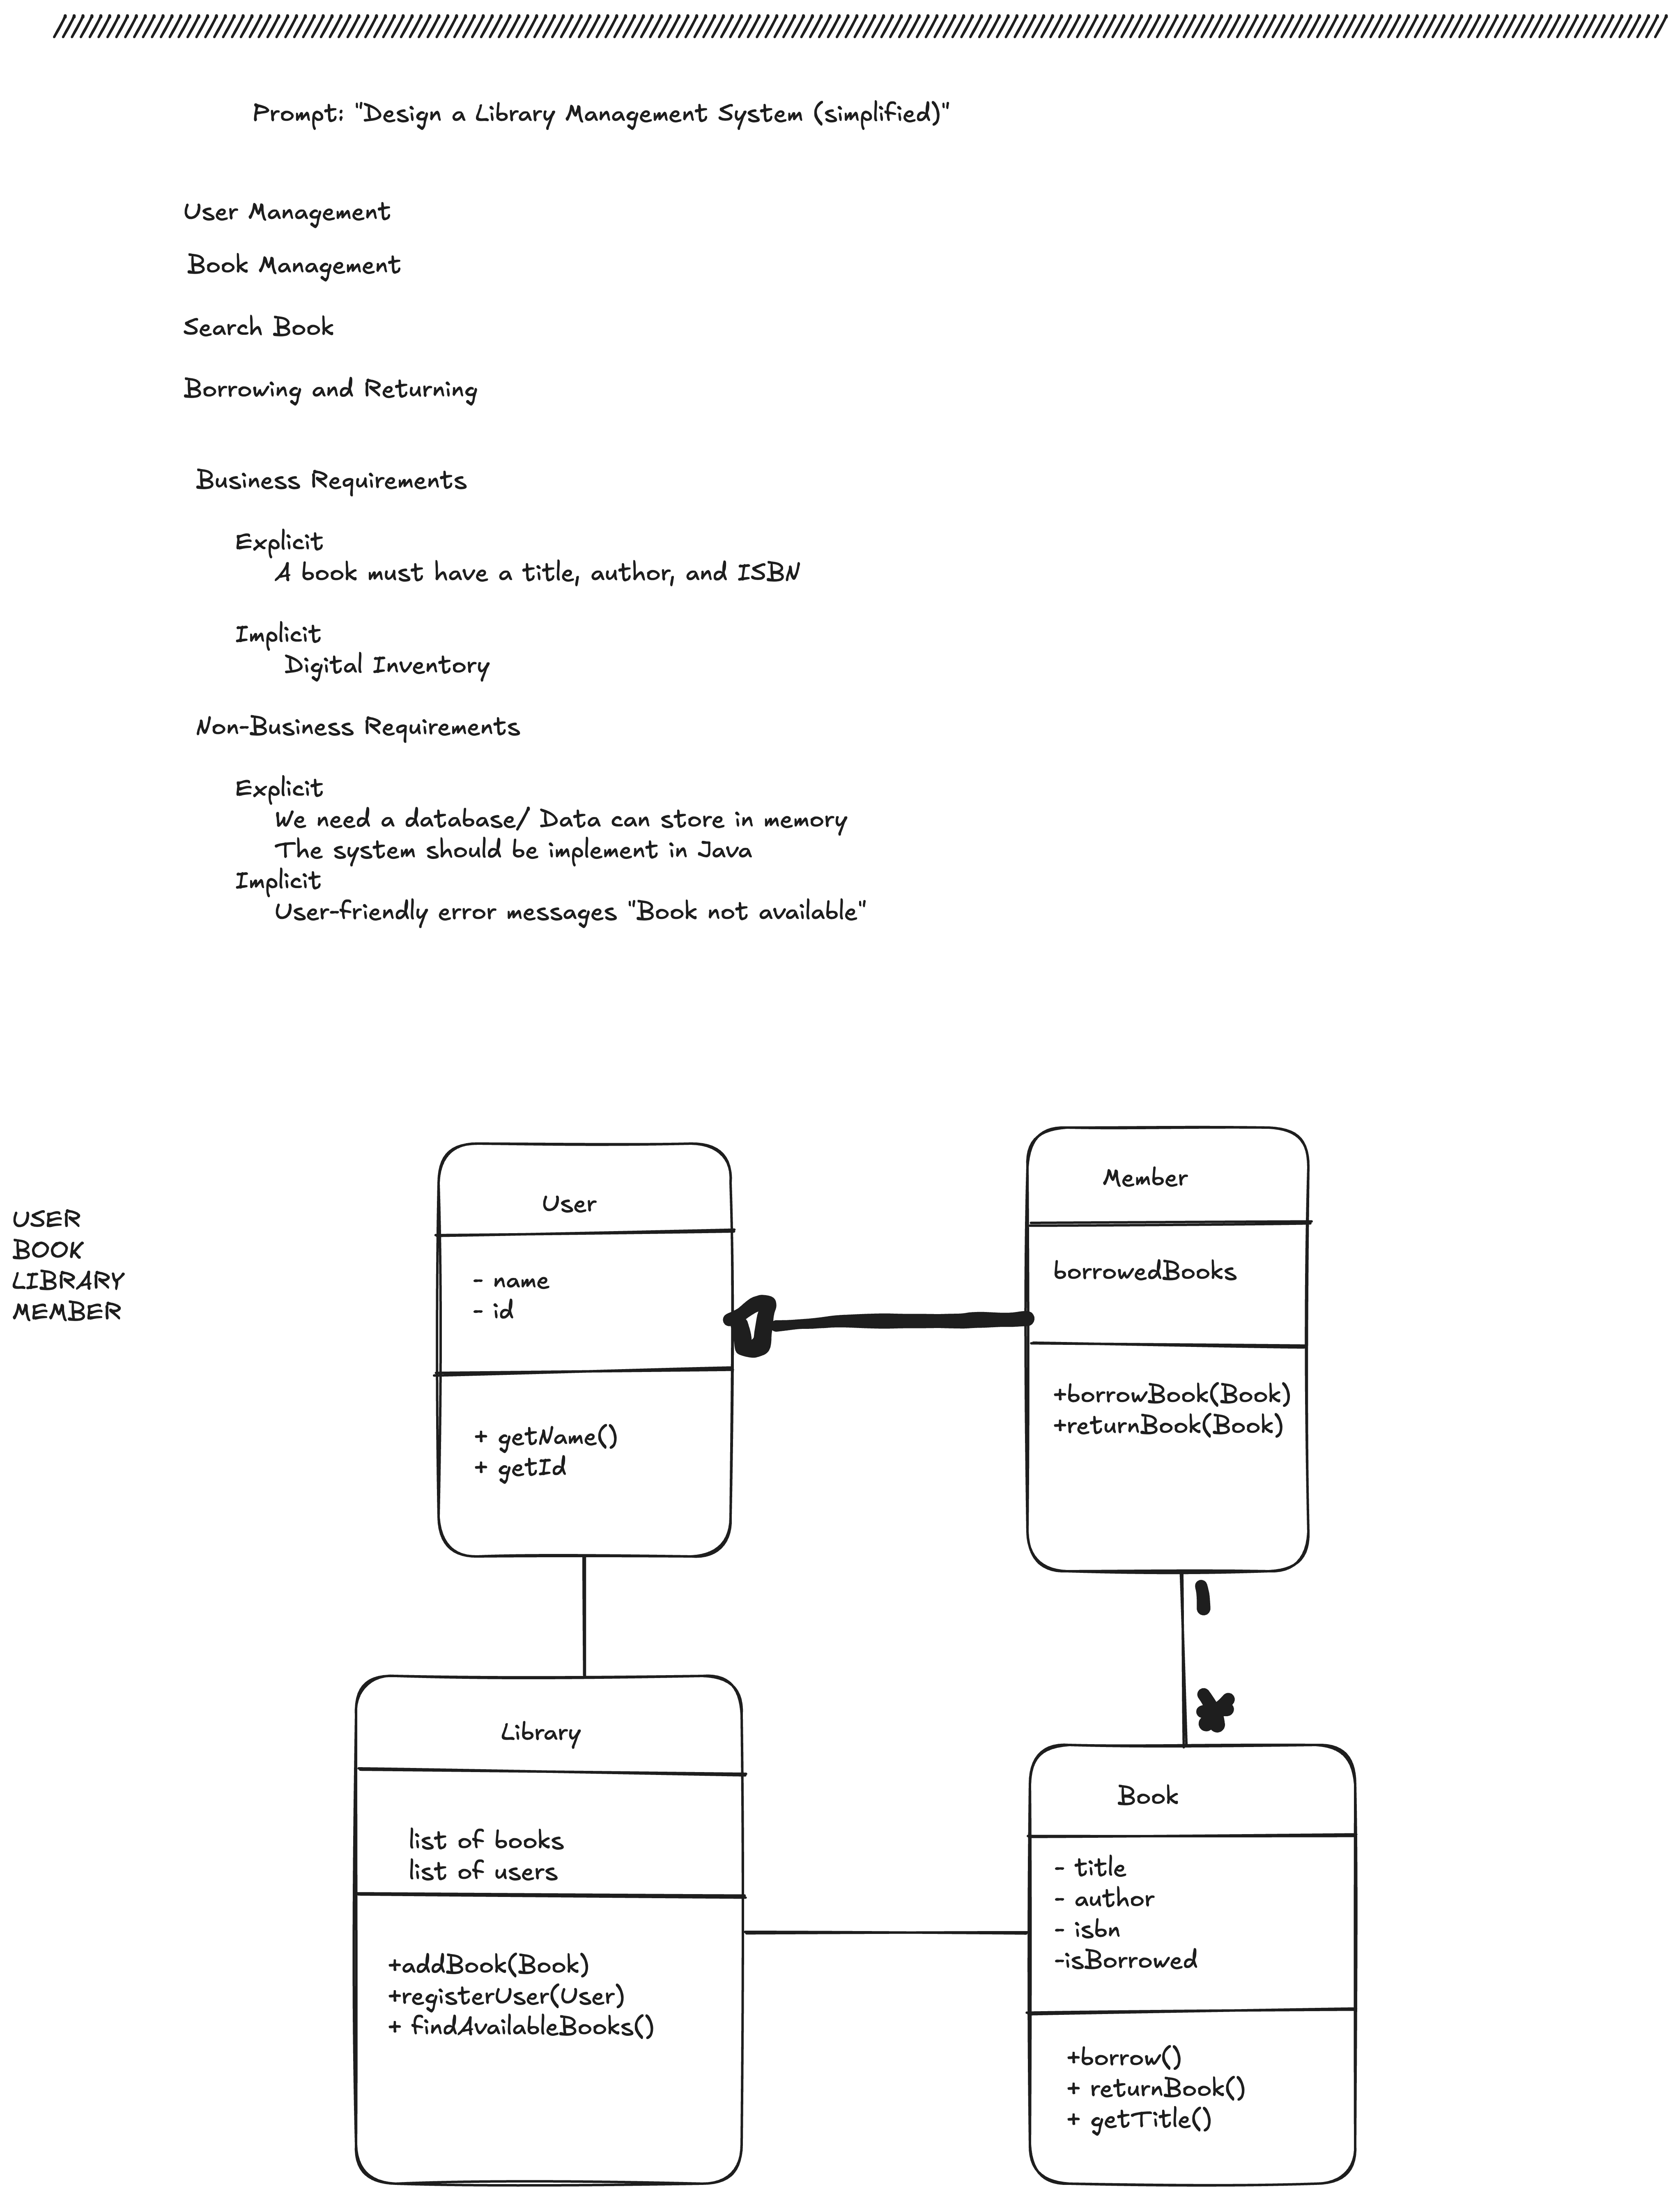 Prompt: "Design a Library Management System (simplified)"
User Management
Book Management
Search Book
Borrowing and Returning
Business Requirements
Explicit
A book must have a title, author, and ISBN
Implicit
Digital Inventory
Non-Business Requirements
Explicit
We need a database/ Data can store in memory
The system should be implement in Java
Implicit
User-friendly error messages "Book not available"
USER
BOOK
LIBRARY
MEMBER
User
- name
- id
+ getName()
+ getId
Member
borrowedBooks
+borrowBook(Book)
+returnBook(Book)
1
*
Library
list of books
list of users
+addBook(Book)
+registerUser(User)
+ findAvailableBooks()
Book
- title
- author
- isbn
-isBorrowed
+borrow()
+ returnBook()
+ getTitle()